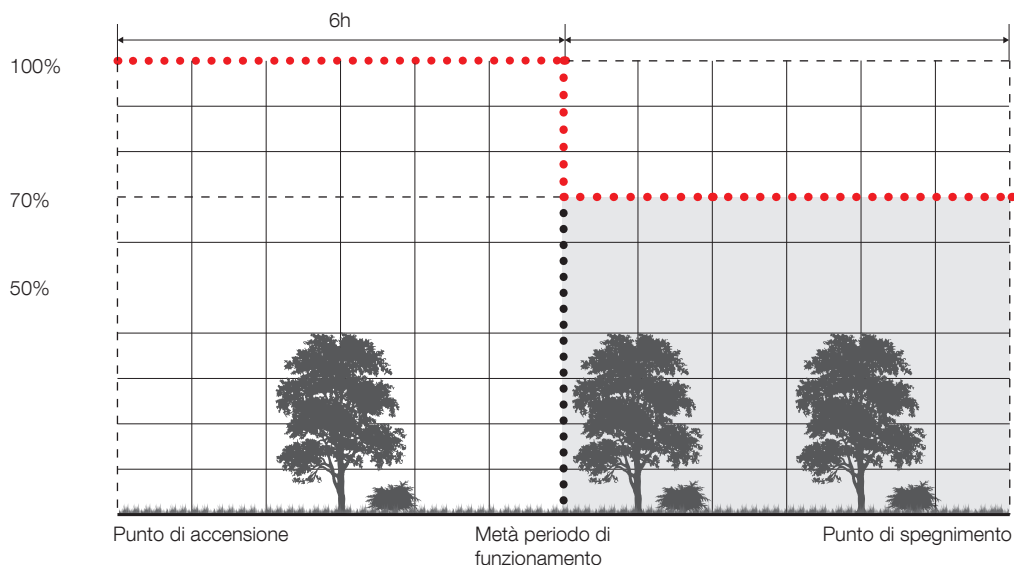 6h
100%
70%
50%
Punto di accensione
Metà periodo di
funzionamento
Punto di spegnimento